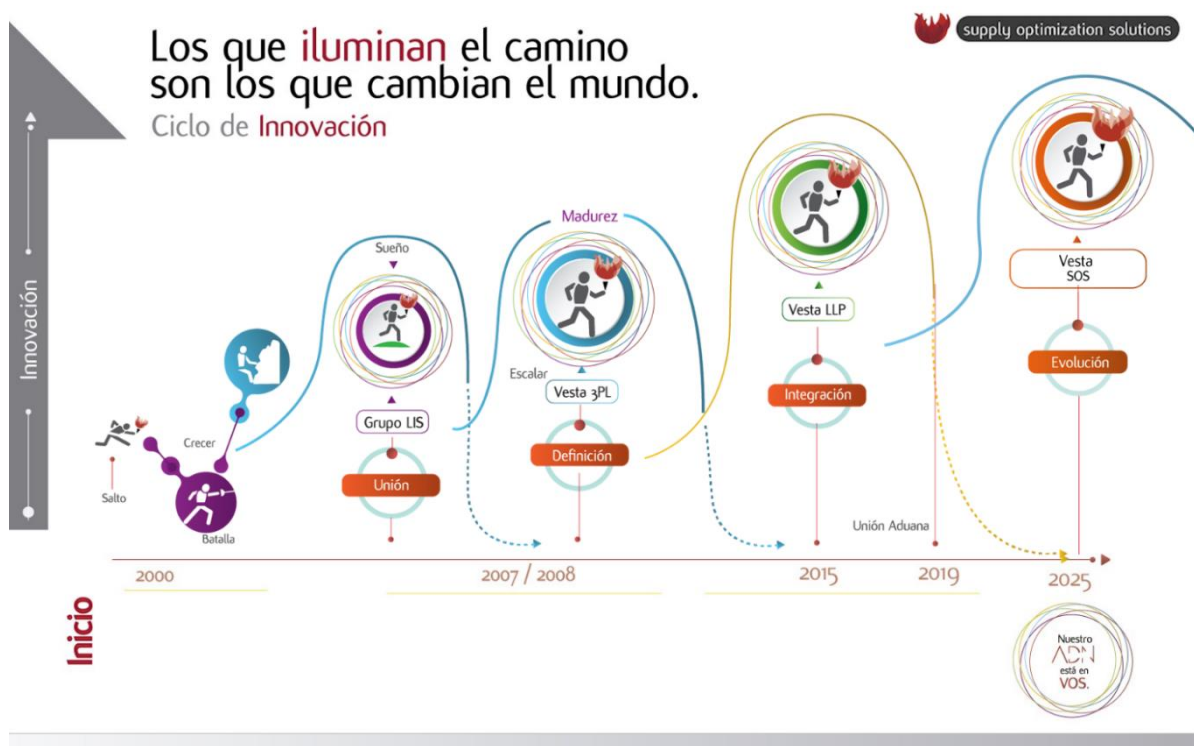 Los que iluminan el camino
son los que cambian el mundo.
Ciclo de Innovación
supply optimization solutions
Innovación
Salto
Crecer
Batalla
Sueño
Grupo LIS
Unión
Madurez
Escalar
Vesta 3PL
Definición
Vesta LLP
Integración
Unión Aduana
Vesta
SOS
Evolución
2000
2007 / 2008
2015
2019
2025
Inicio
Nuestro
ADN
está en
VOS.